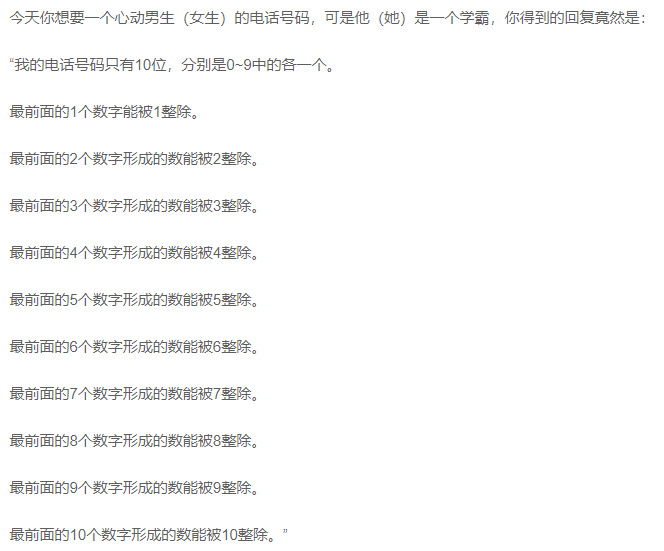 今天你想要一个心动男生（女生）的电话号码，可是他（她）是一个学霸，你得到的回复竟然是：
“我的电话号码只有10位，分别是0~9中的各一个。
最前面的1个数字能被1整除。
最前面的2个数字形成的数能被2整除。
最前面的3个数字形成的数能被3整除。
最前面的4个数字形成的数能被4整除。
最前面的5个数字形成的数能被5整除。
最前面的6个数字形成的数能被6整除。
最前面的7个数字形成的数能被7整除。
最前面的8个数字形成的数能被8整除。
最前面的9个数字形成的数能被9整除。
最前面的10个数字形成的数能被10整除。”